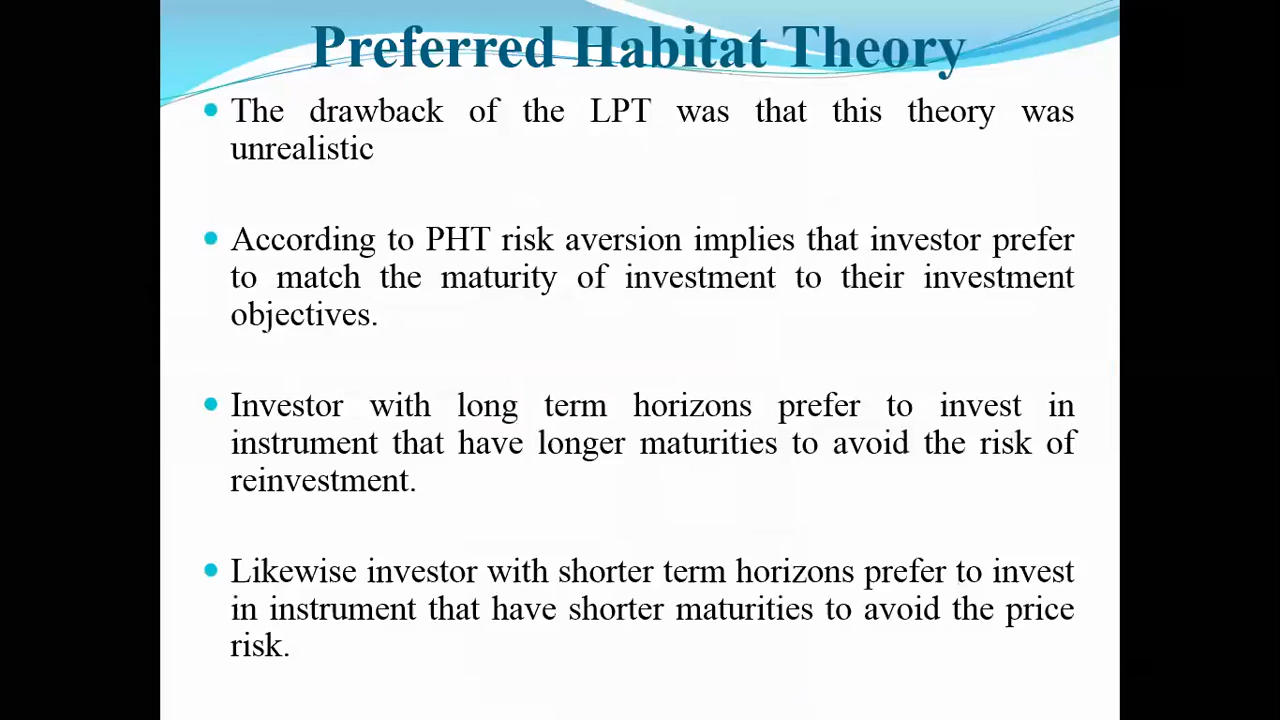 Preferred Habitat Theory
• The drawback of the LPT was that this theory was
unrealistic
• According to PHT risk aversion implies that investor prefer
to match the maturity of investment to their investment
objectives.
• Investor with long term horizons prefer to invest in
instrument that have longer maturities to avoid the risk of
reinvestment.
• Likewise investor with shorter term horizons prefer to invest
in instrument that have shorter maturities to avoid the price
risk.